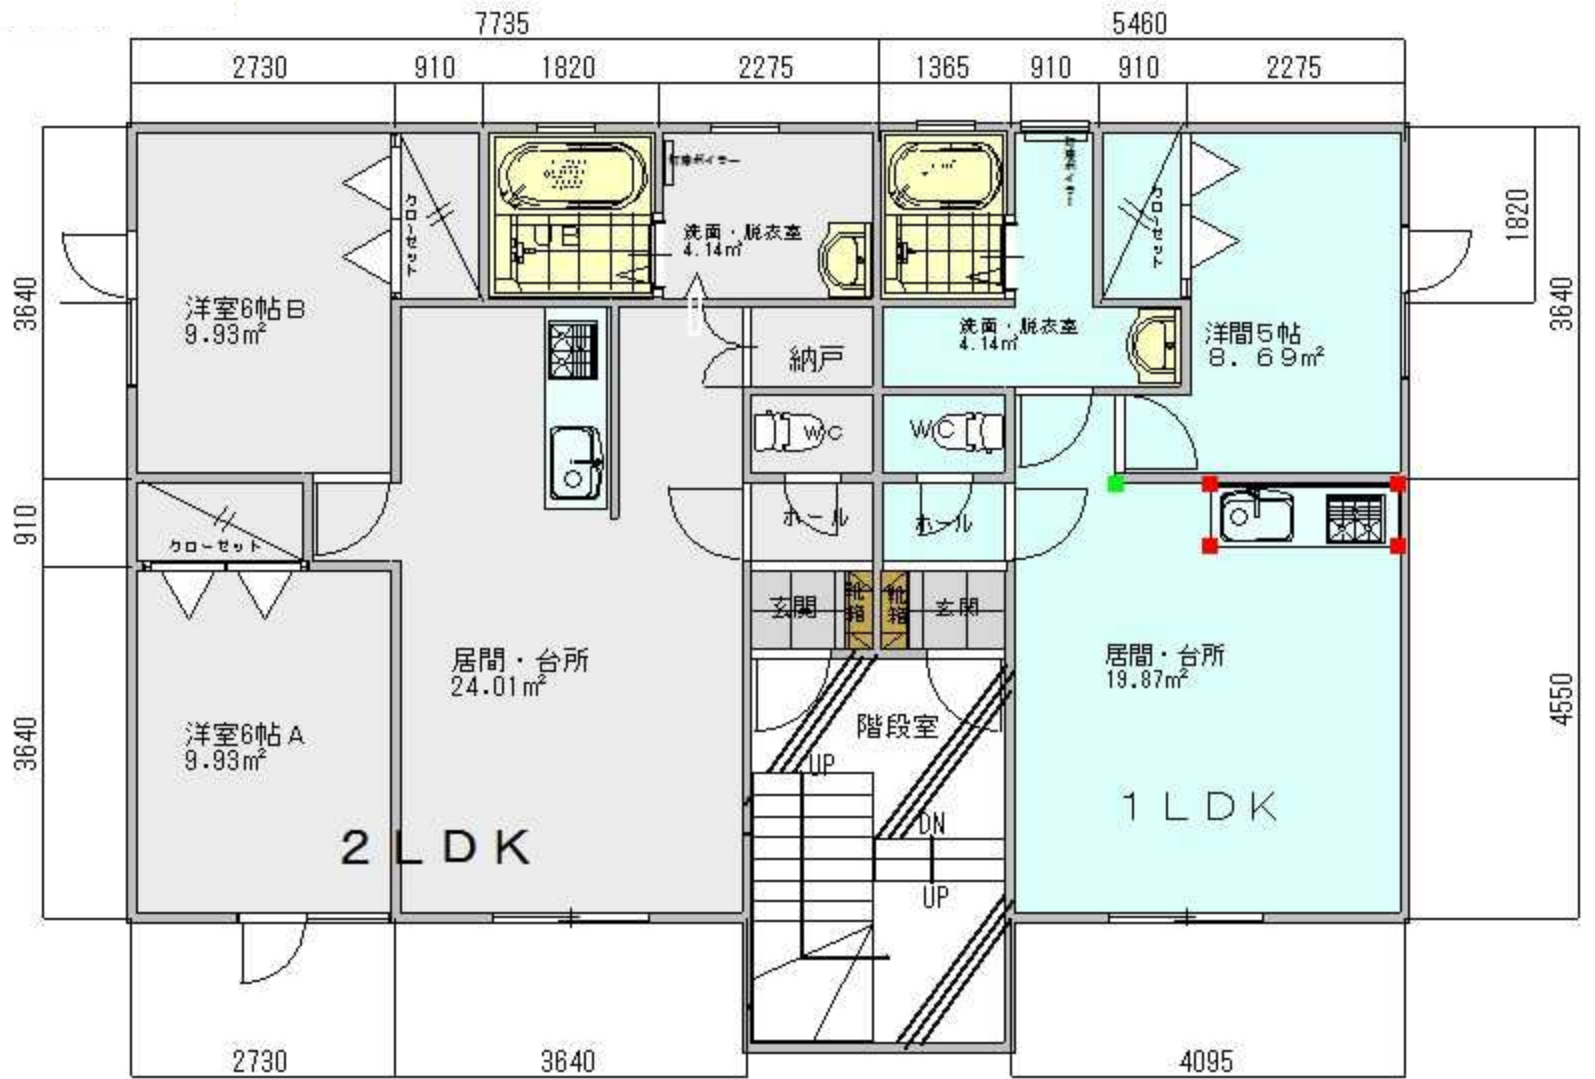 7735
5460
2730
910
1820
2275
1365
910
910
2275
3640
910
3640
1820
3640
4550
クローゼット
洗面・脱衣室
4.14㎡
クローゼット
洋室6帖B
9.93㎡
納戸
洗面・脱衣室
4.14㎡
洋間5帖
8.69㎡
WC
WC
ホール
ホール
クローゼット
玄関
靴箱
靴箱
玄関
居間・台所
24.01㎡
居間・台所
19.87㎡
洋室6帖A
9.93㎡
階段室
UP
DN
UP
2LDK
1LDK
2730
3640
4095